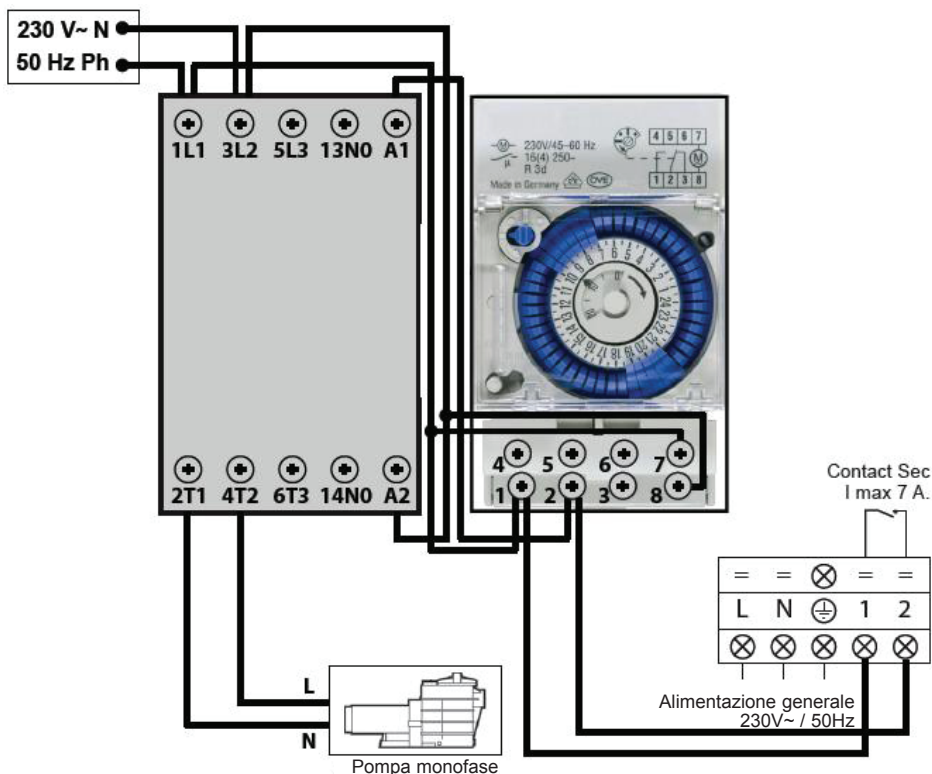 230 V~ N
50 Hz Ph
1L1 3L2 5L3 13N0 A1
2T1 4T2 6T3 14N0 A2
230V/45-60 Hz
16(4) 250~
R 3d
Made in Germany
VDE
M
μ
4 5 6 7
M
1 2 3 8
4 5 6 7
1 2 3 8
Contact Sec
I max 7 A.
= = = =
L N 1 2
Alimentazione generale
230V~ / 50Hz
L
N
Pompa monofase